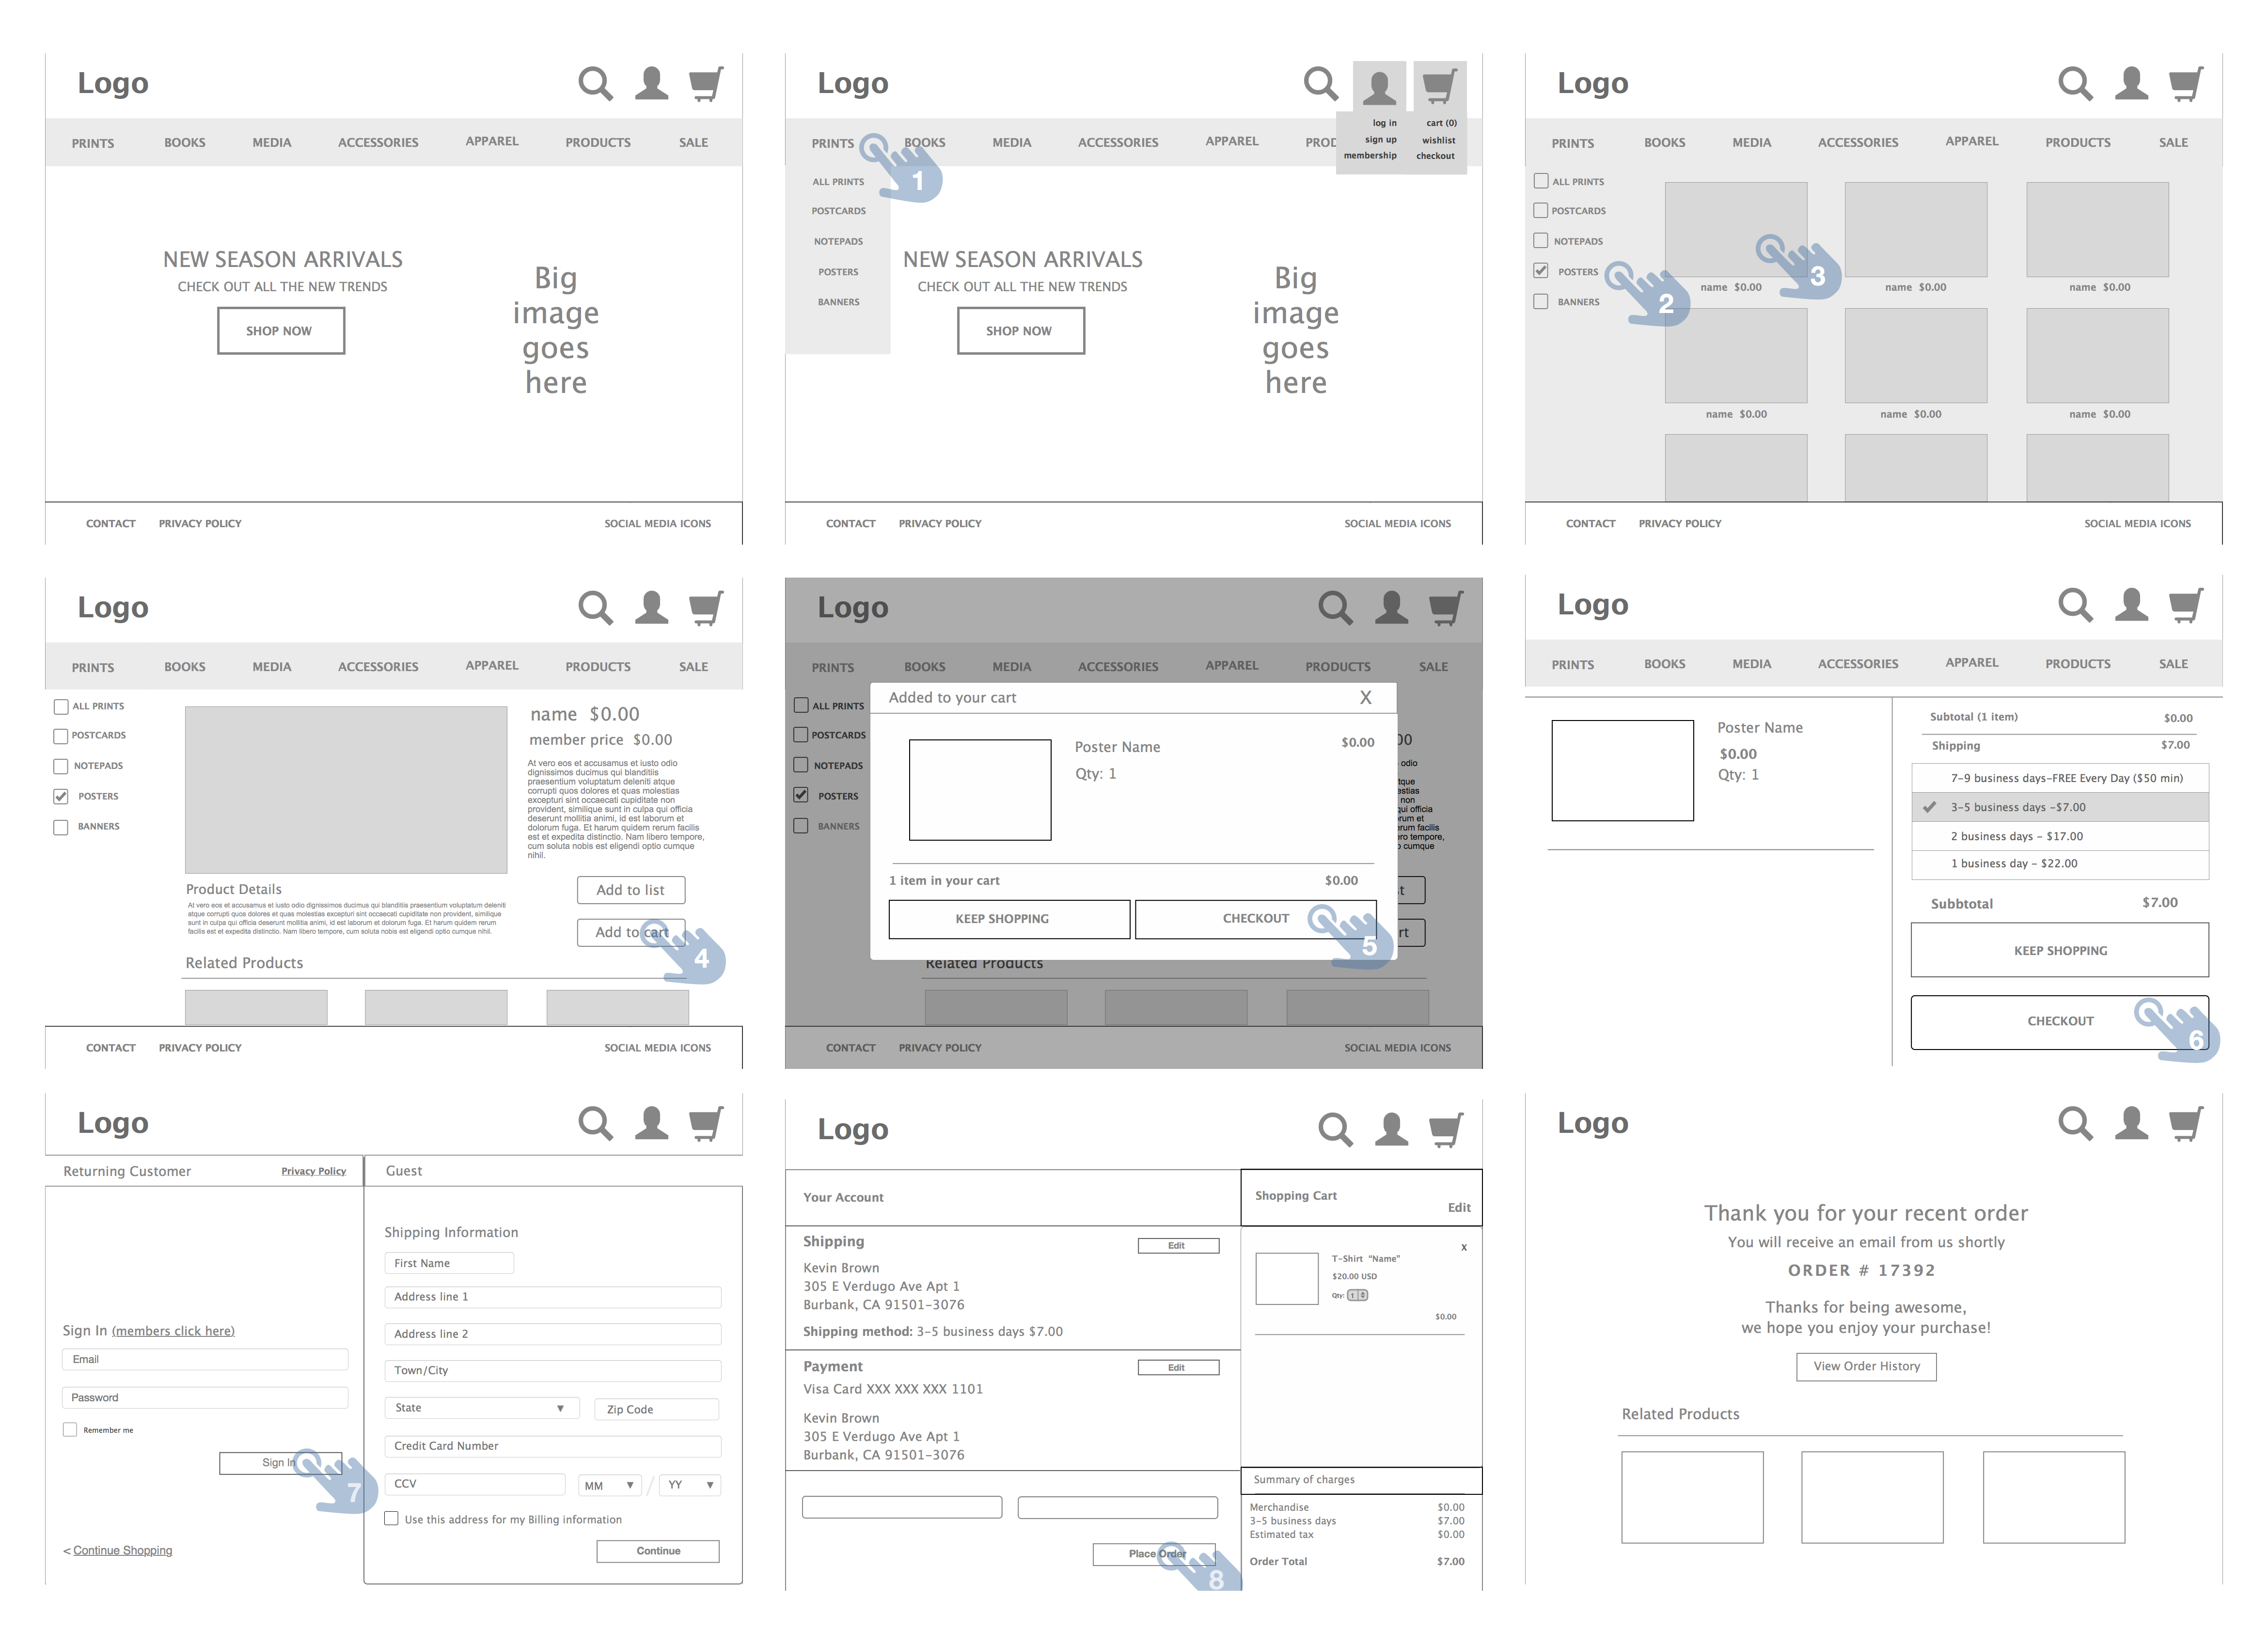 Logo
PRINTS BOOKS MEDIA ACCESSORIES APPAREL PRODUCTS SALE
NEW SEASON ARRIVALS
CHECK OUT ALL THE NEW TRENDS
SHOP NOW
Big
image
goes
here
CONTACT PRIVACY POLICY SOCIAL MEDIA ICONS
Logo
log in
sign up
membership
cart (0)
wishlist
checkout
PRINTS BOOKS MEDIA ACCESSORIES APPAREL PROD
1
ALL PRINTS
POSTCARDS
NOTEPADS
POSTERS
BANNERS
NEW SEASON ARRIVALS
CHECK OUT ALL THE NEW TRENDS
SHOP NOW
Big
image
goes
here
CONTACT PRIVACY POLICY SOCIAL MEDIA ICONS
Logo
PRINTS BOOKS MEDIA ACCESSORIES APPAREL PRODUCTS SALE
ALL PRINTS
POSTCARDS
NOTEPADS
POSTERS
BANNERS
2
3
name $0.00 name $0.00 name $0.00
name $0.00 name $0.00 name $0.00
CONTACT PRIVACY POLICY SOCIAL MEDIA ICONS
Logo
PRINTS BOOKS MEDIA ACCESSORIES APPAREL PRODUCTS SALE
ALL PRINTS
POSTCARDS
NOTEPADS
POSTERS
BANNERS
name $0.00
member price $0.00
At vero eos et accusamus et iusto odio
dignissimos ducimus qui blanditiis
praesentium voluptatum deleniti atque
corrupti quos dolores et quas molestias
excepturi sint occaecati cupiditate non
provident, similique sunt in culpa qui officia
deserunt mollitia animi, id est laborum et
dolorum fuga. Et harum quidem rerum facilis
est et expedita distinctio. Nam libero tempore,
cum soluta nobis est eligendi optio cumque
nihil.
Product Details
At vero eos et accusamus et iusto odio dignissimos ducimus qui blanditiis praesentium voluptatum deleniti
atque corrupti quos dolores et quas molestias excepturi sint occaecati cupiditate non provident, similique
sunt in culpa qui officia deserunt mollitia animi, id est laborum et dolorum fuga. Et harum quidem rerum
facilis est et expedita distinctio. Nam libero tempore, cum soluta nobis est eligendi optio cumque nihil.
Add to list
Add to cart
4
Related Products
CONTACT PRIVACY POLICY SOCIAL MEDIA ICONS
Logo
PRINTS BOOKS MEDIA ACCESSORIES APPAREL PRODUCTS SALE
ALL PRINTS
POSTCARDS
NOTEPADS
POSTERS
BANNERS
Added to your cart X
Poster Name $0.00
Qty: 1
1 item in your cart $0.00
KEEP SHOPPING CHECKOUT
5
00
odio
tque
estias
non
qui officia
rum et
erum facilis
ero tempore,
o cumque
t
rt
Related Products
CONTACT PRIVACY POLICY SOCIAL MEDIA ICONS
Logo
PRINTS BOOKS MEDIA ACCESSORIES APPAREL PRODUCTS SALE
Poster Name
$0.00
Qty: 1
Subtotal (1 item) $0.00
Shipping $7.00
7-9 business days-FREE Every Day ($50 min)
3-5 business days -$7.00
2 business days - $17.00
1 business day - $22.00
Subbtotal $7.00
KEEP SHOPPING
CHECKOUT
6
Logo
Returning Customer Privacy Policy
Sign In (members click here)
Email
Password
Remember me
Sign In
7
< Continue Shopping
Guest
Shipping Information
First Name
Address line 1
Address line 2
Town/City
State ▼ Zip Code
Credit Card Number
CCV MM ▼ / YY ▼
Use this address for my Billing information
Continue
Logo
Your Account
Shipping Edit
Kevin Brown
305 E Verdugo Ave Apt 1
Burbank, CA 91501-3076
Shipping method: 3-5 business days $7.00
Payment Edit
Visa Card XXX XXX XXX 1101
Kevin Brown
305 E Verdugo Ave Apt 1
Burbank, CA 91501-3076
Place Order
8
Shopping Cart
Edit
X
T-Shirt "Name"
$20.00 USD
Qty: 1
$0.00
Summary of charges
Merchandise $0.00
3-5 business days $7.00
Estimated tax $0.00
Order Total $7.00
Logo
Thank you for your recent order
You will receive an email from us shortly
ORDER # 17392
Thanks for being awesome,
we hope you enjoy your purchase!
View Order History
Related Products